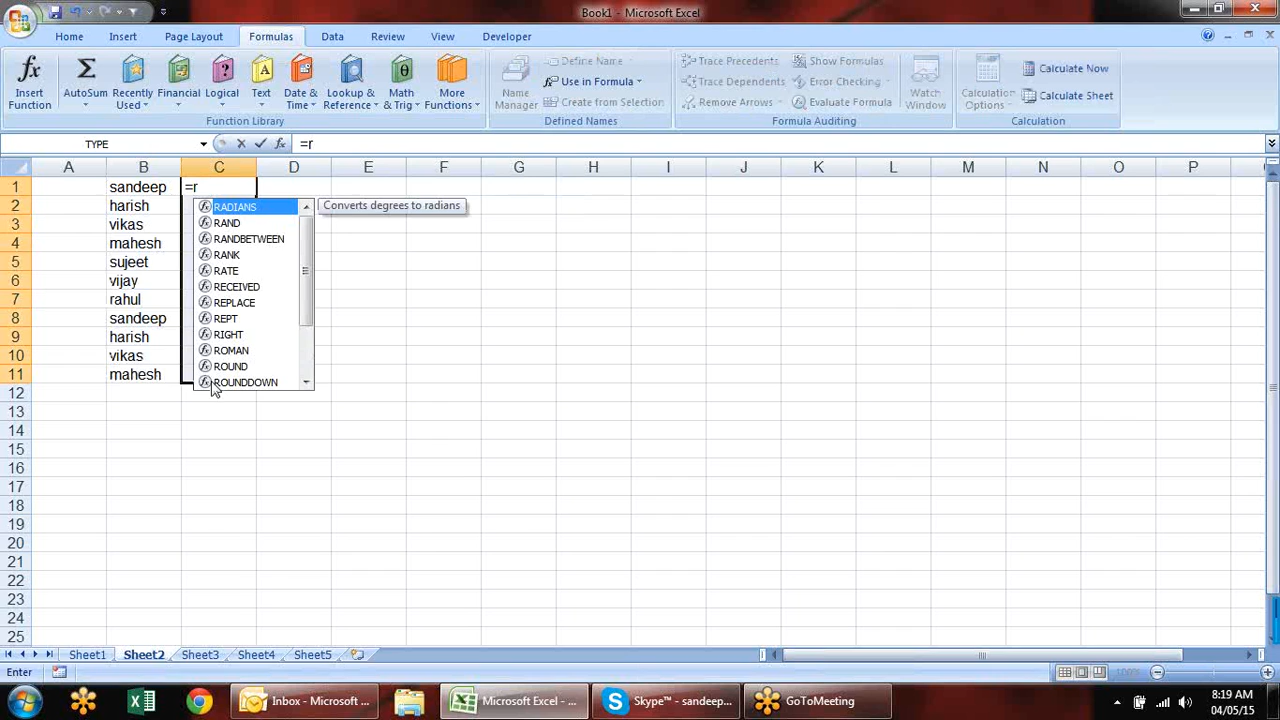 Book1 - Microsoft Excel
Home Insert Page Layout Formulas Data Review View Developer
Insert Function
AutoSum
Recently Used
Financial
Logical
Text
Date & Time
Lookup & Reference
Math & Trig
More Functions
Function Library
Name Manager
Define Name
Use in Formula
Create from Selection
Defined Names
Trace Precedents
Trace Dependents
Remove Arrows
Show Formulas
Error Checking
Evaluate Formula
Formula Auditing
Watch Window
Calculation Options
Calculate Now
Calculate Sheet
Calculation
TYPE fx =r
A B C D E F G H I J K L M N O P
1 sandeep =r
2 harish
3 vikas
4 mahesh
5 sujeet
6 vijay
7 rahul
8 sandeep
9 harish
10 vikas
11 mahesh
12
13
14
15
16
17
18
19
20
21
22
23
24
25
RADIANS Converts degrees to radians
RAND
RANDBETWEEN
RANK
RATE
RECEIVED
REPLACE
REPT
RIGHT
ROMAN
ROUND
ROUNDDOWN
Sheet1 Sheet2 Sheet3 Sheet4 Sheet5
Enter 100%
Inbox - Microsoft ... Microsoft Excel - ... Skype™ - sandeep... GoToMeeting
8:19 AM
04/05/15